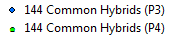 144 Common Hybrids (P3)
144 Common Hybrids (P4)